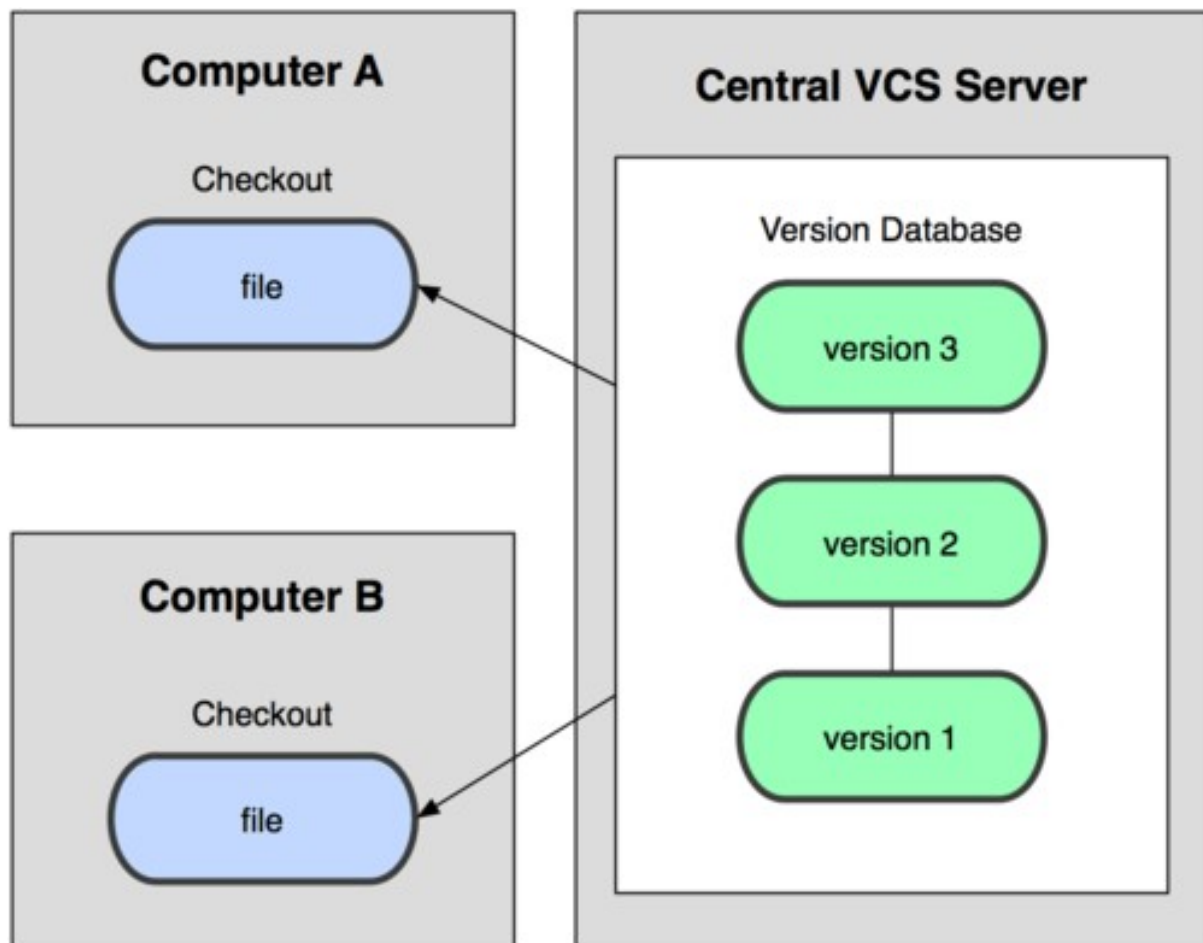 Computer A
Checkout
file
Computer B
Checkout
file
Central VCS Server
Version Database
version 3
version 2
version 1